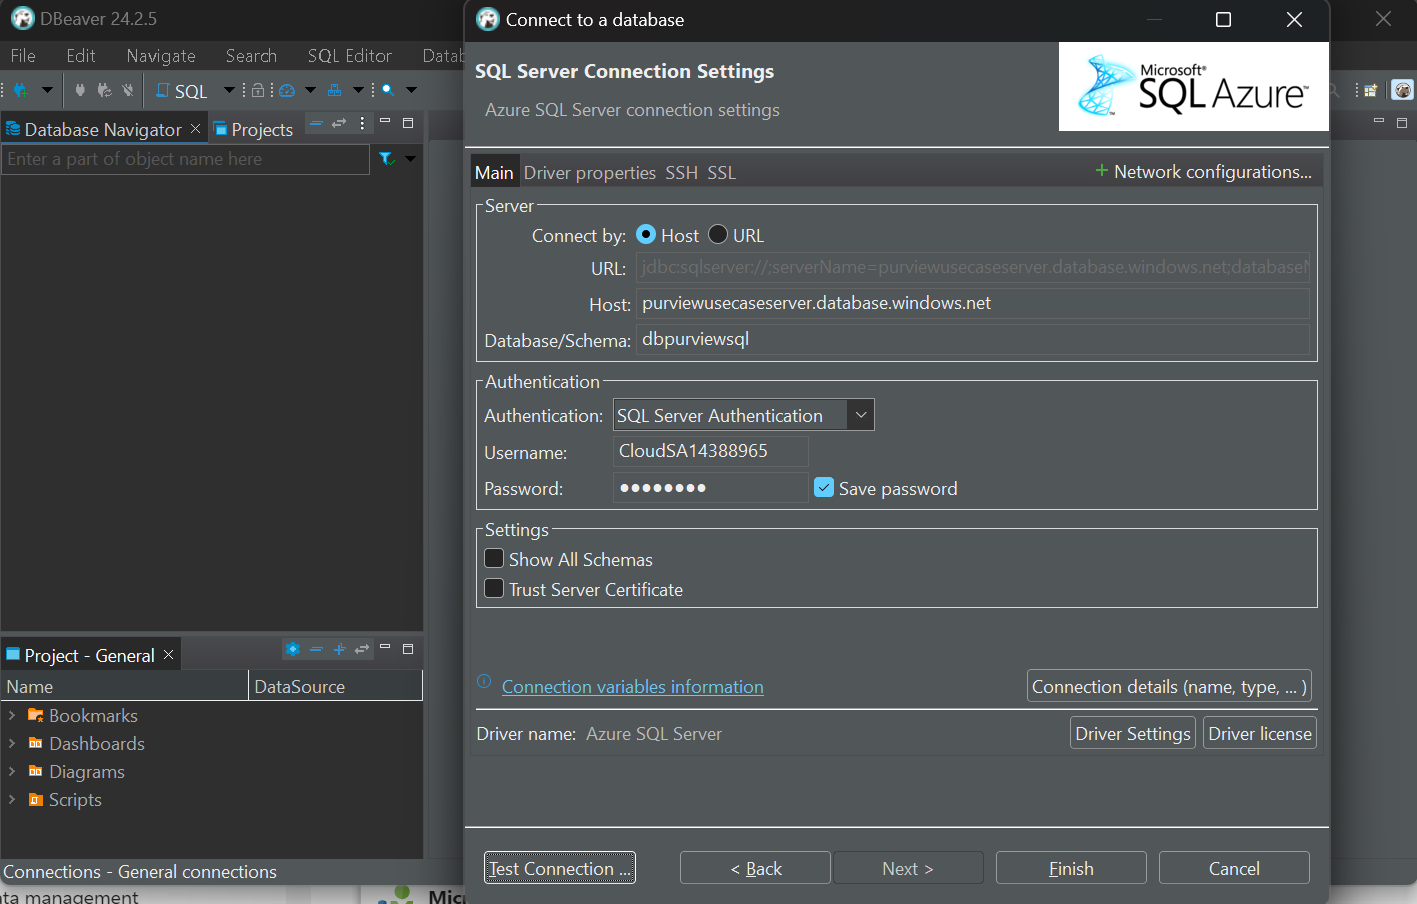 DBeaver 24.2.5
File Edit Navigate Search SQL Editor Datab
SQL
Database Navigator Projects
Enter a part of object name here
Project - General
Name DataSource
Bookmarks
Dashboards
Diagrams
Scripts
Connections - General connections
ata management
Connect to a database
SQL Server Connection Settings
Azure SQL Server connection settings
Microsoft®
SQL Azure™
Main Driver properties SSH SSL
+ Network configurations...
Server
Connect by: Host URL
URL: jdbc:sqlserver://;serverName=purviewusecaseserver.database.windows.net;databaseN
Host: purviewusecaseserver.database.windows.net
Database/Schema: dbpurviewsql
Authentication
Authentication: SQL Server Authentication
Username: CloudSA14388965
Password: ●●●●●●●● Save password
Settings
Show All Schemas
Trust Server Certificate
Connection variables information
Connection details (name, type, ... )
Driver name: Azure SQL Server
Driver Settings Driver license
Test Connection ... < Back Next > Finish Cancel